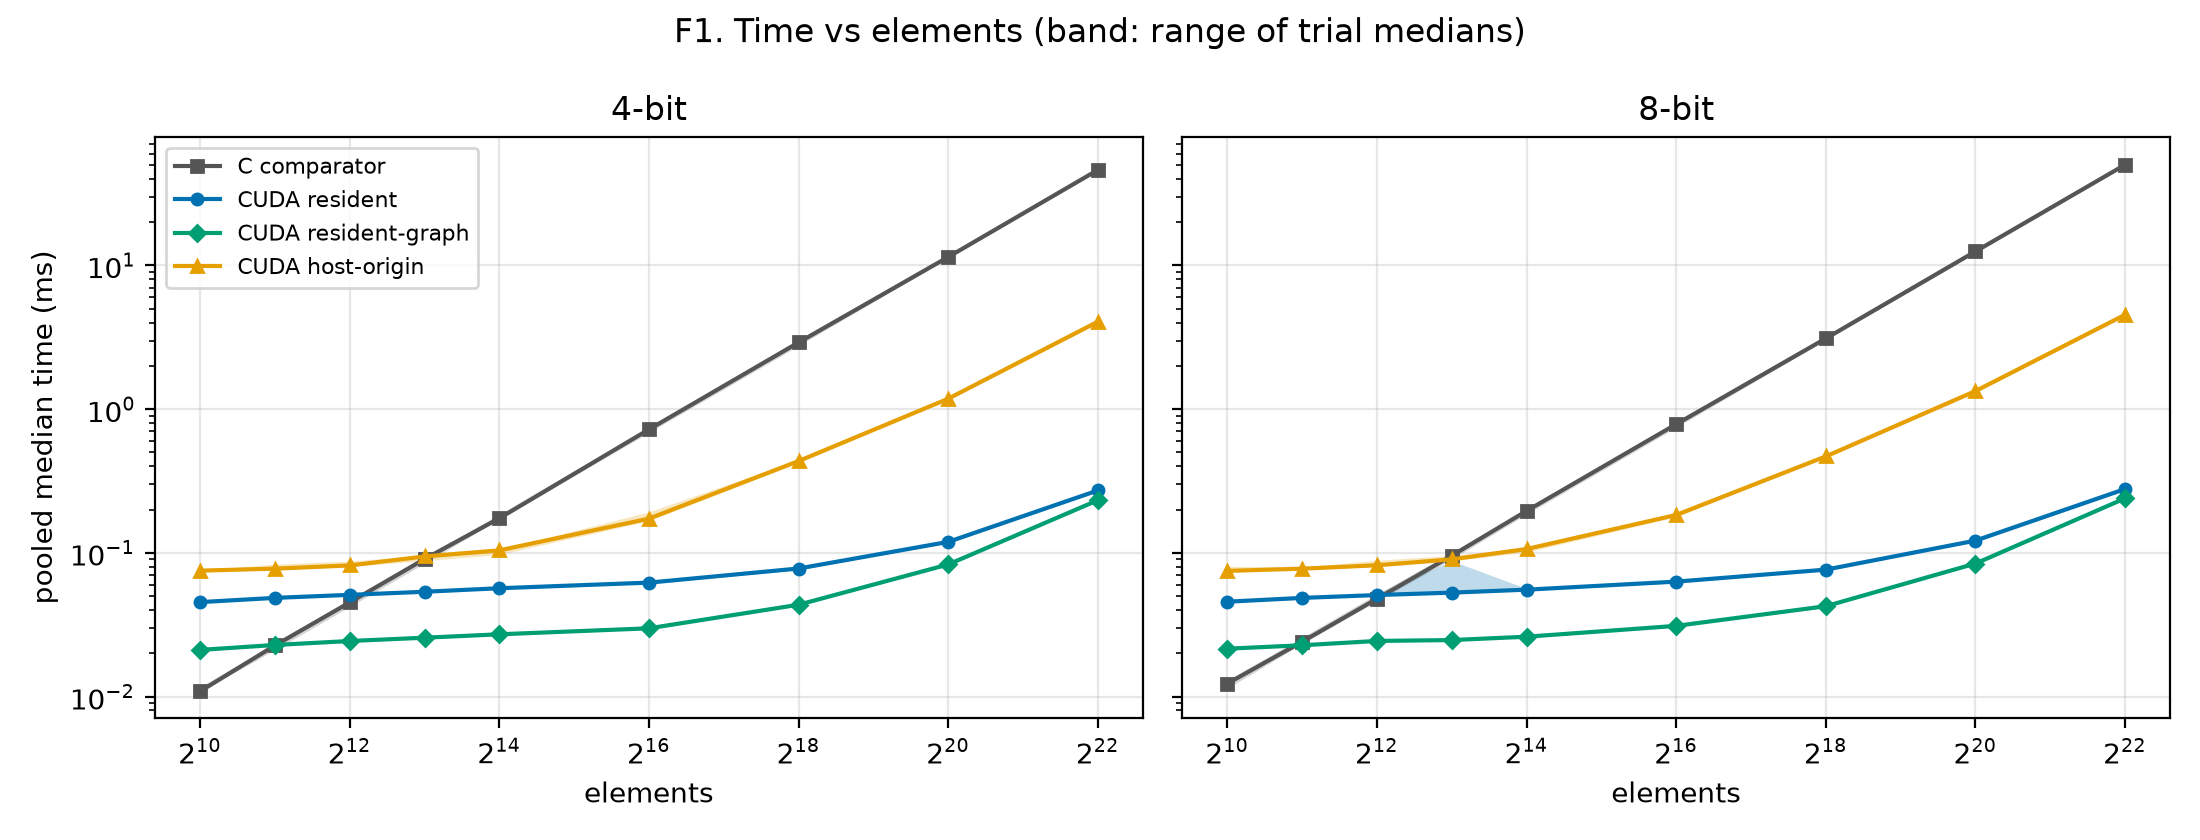 F1. Time vs elements (band: range of trial medians)
4-bit
8-bit
C comparator
CUDA resident
CUDA resident-graph
CUDA host-origin
pooled median time (ms)
10¹
10⁰
10⁻¹
10⁻²
2¹⁰ 2¹² 2¹⁴ 2¹⁶ 2¹⁸ 2²⁰ 2²²
2¹⁰ 2¹² 2¹⁴ 2¹⁶ 2¹⁸ 2²⁰ 2²²
elements
elements